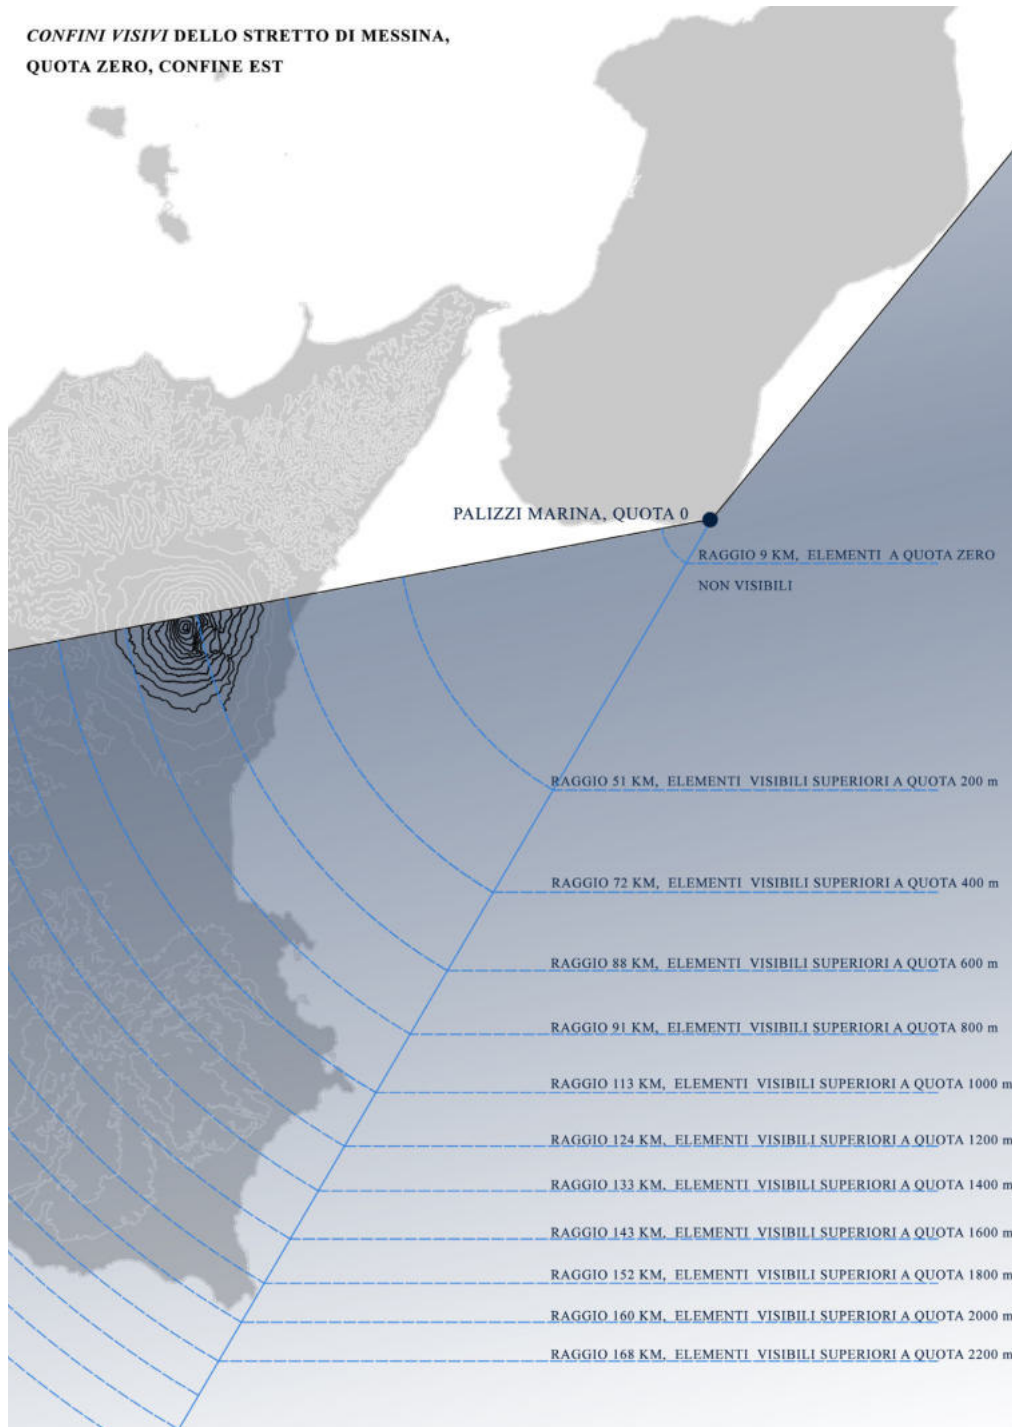 CONFINI VISIVI DELLO STRETTO DI MESSINA,
QUOTA ZERO, CONFINE EST
PALIZZI MARINA, QUOTA 0
RAGGIO 9 KM, ELEMENTI A QUOTA ZERO
NON VISIBILI
RAGGIO 51 KM, ELEMENTI VISIBILI SUPERIORI A QUOTA 200 m
RAGGIO 72 KM, ELEMENTI VISIBILI SUPERIORI A QUOTA 400 m
RAGGIO 88 KM, ELEMENTI VISIBILI SUPERIORI A QUOTA 600 m
RAGGIO 91 KM, ELEMENTI VISIBILI SUPERIORI A QUOTA 800 m
RAGGIO 113 KM, ELEMENTI VISIBILI SUPERIORI A QUOTA 1000 m
RAGGIO 124 KM, ELEMENTI VISIBILI SUPERIORI A QUOTA 1200 m
RAGGIO 133 KM, ELEMENTI VISIBILI SUPERIORI A QUOTA 1400 m
RAGGIO 143 KM, ELEMENTI VISIBILI SUPERIORI A QUOTA 1600 m
RAGGIO 152 KM, ELEMENTI VISIBILI SUPERIORI A QUOTA 1800 m
RAGGIO 160 KM, ELEMENTI VISIBILI SUPERIORI A QUOTA 2000 m
RAGGIO 168 KM, ELEMENTI VISIBILI SUPERIORI A QUOTA 2200 m